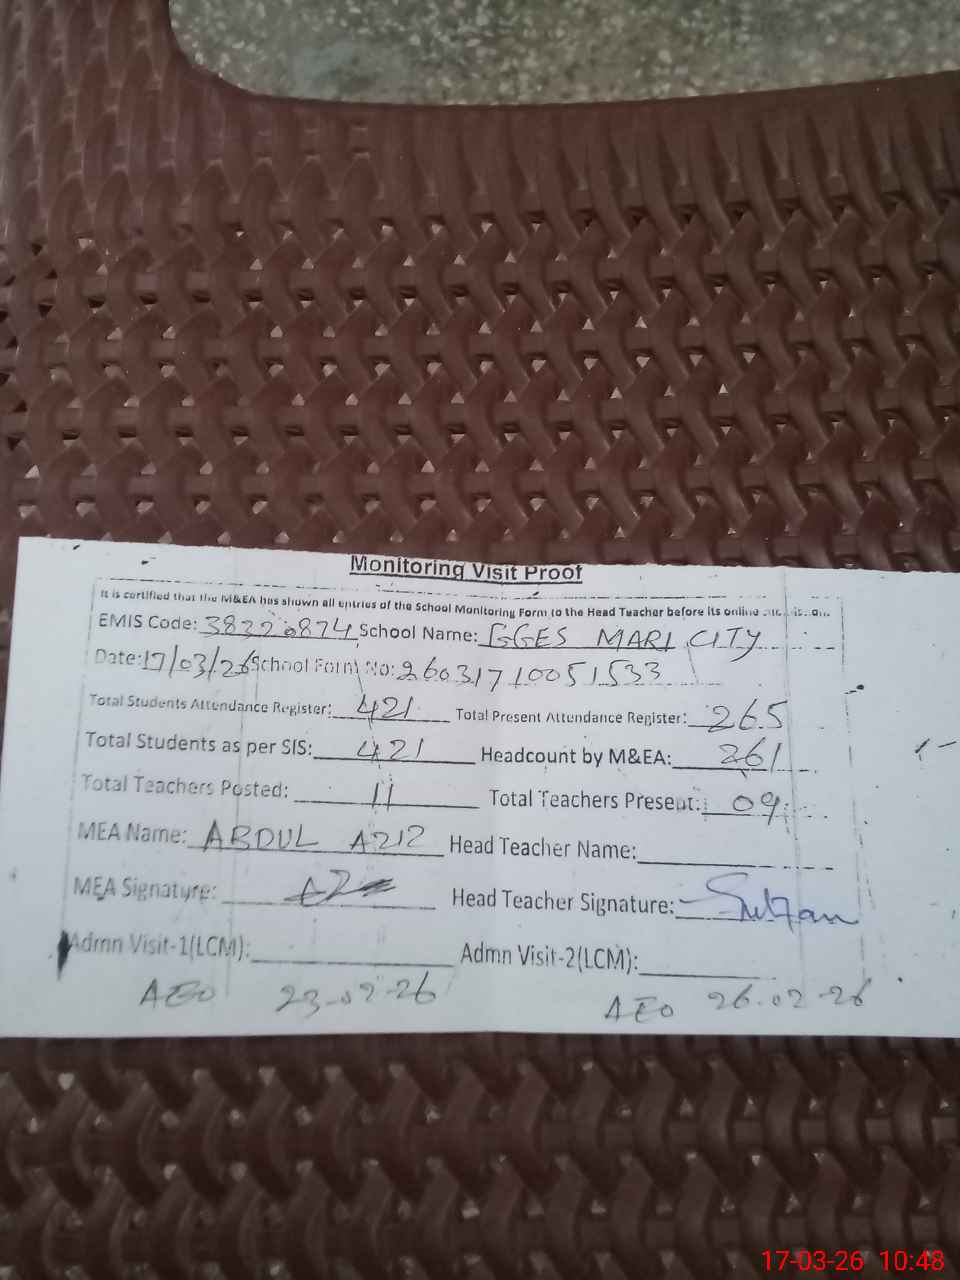 Monitoring Visit Proof
It is certified that the M&EA has shown all entries of the School Monitoring Form to the Head Teacher before its online
EMIS Code: 38320874 School Name: GGES MARI CITY
Date: 17/03/26 School Form No: 26031710051533
Total Students Attendance Register: 421 Total Present Attendance Register: 265
Total Students as per SIS: 421 Headcount by M&EA: 261
Total Teachers Posted: 11 Total Teachers Present: 09
MEA Name: ABDUL AZIZ Head Teacher Name:
MEA Signature: Head Teacher Signature: Sultan
Admn Visit-1(LCM): Admn Visit-2(LCM):
AEO 23-02-26 AEO 26-02-26
17-03-26 10:48